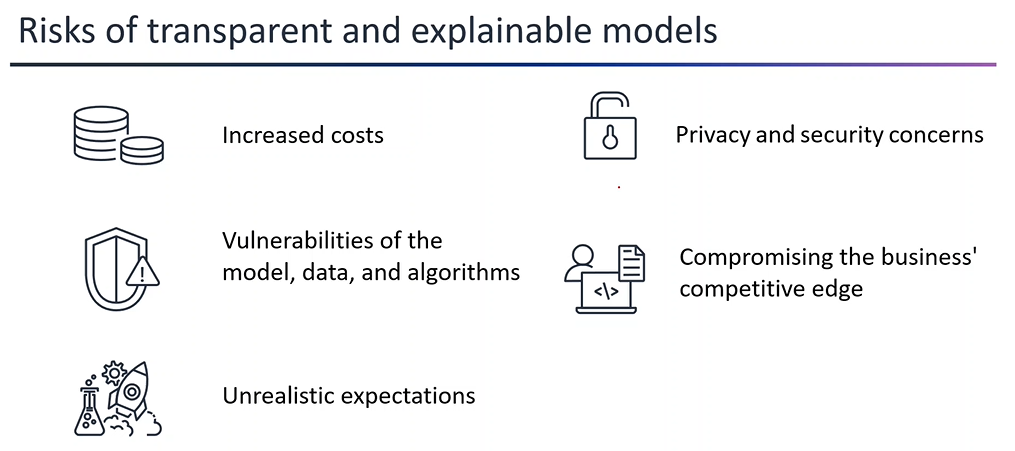 Risks of transparent and explainable models
Increased costs
Privacy and security concerns
Vulnerabilities of the
model, data, and algorithms
Compromising the business'
competitive edge
</>
Unrealistic expectations